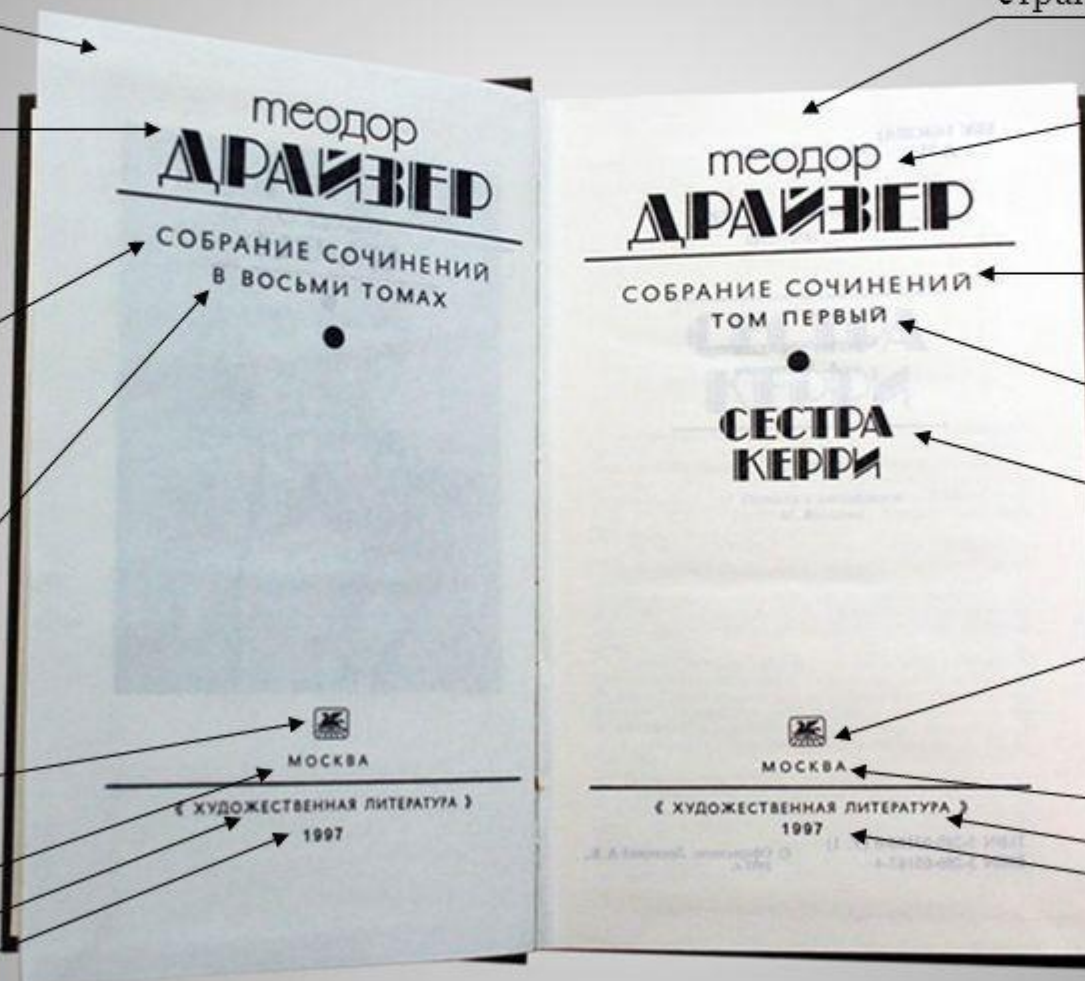 теодор
ДРАЙЗЕР
СОБРАНИЕ СОЧИНЕНИЙ
В ВОСЬМИ ТОМАХ
МОСКВА
《 ХУДОЖЕСТВЕННАЯ ЛИТЕРАТУРА 》
1997
теодор
ДРАЙЗЕР
СОБРАНИЕ СОЧИНЕНИЙ
ТОМ ПЕРВЫЙ
СЕСТРА
КЕРРИ
МОСКВА
《 ХУДОЖЕСТВЕННАЯ ЛИТЕРАТУРА 》
1997